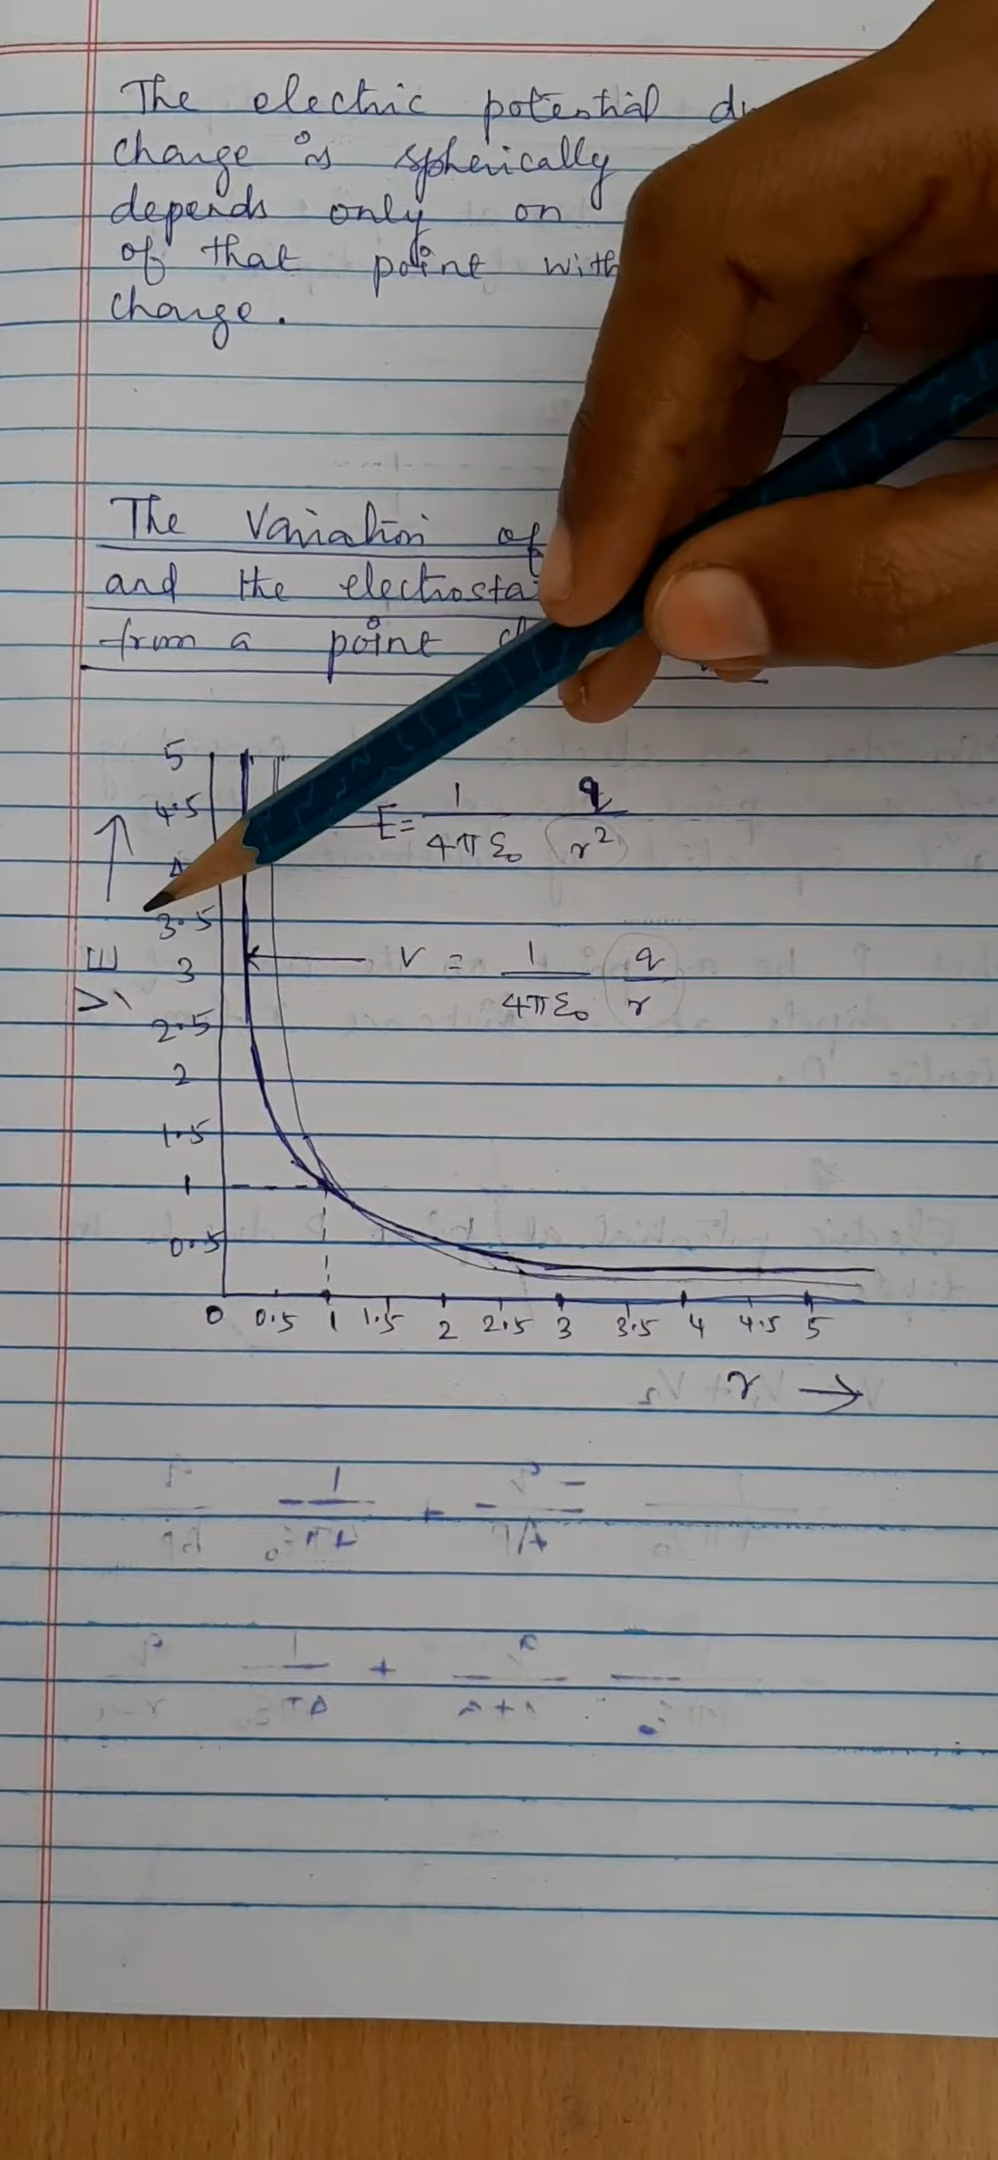 The electric potential
charge is spherically
depends only on
of that point with
charge.
The Variation of
and the
from a point
5
4.5
E = 1 / 4πε₀ q / r²
4
3.5
V = 1 / 4πε₀ q / r
V, E
3
2.5
2
1.5
1
0.5
0 0.5 1 1.5 2 2.5 3 3.5 4 4.5 5
r →